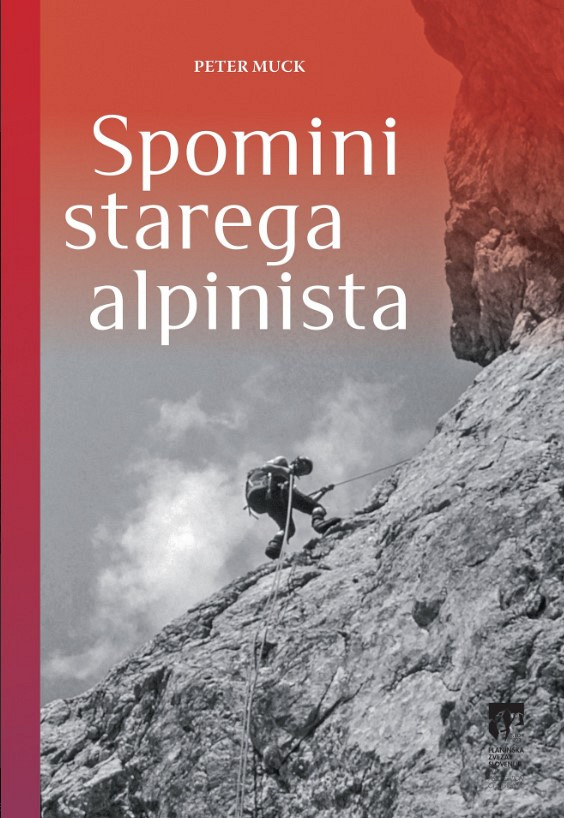 PETER MUCK
Spomini
starega
alpinista
PLANINSKA
ZVEZA
SLOVENIJE